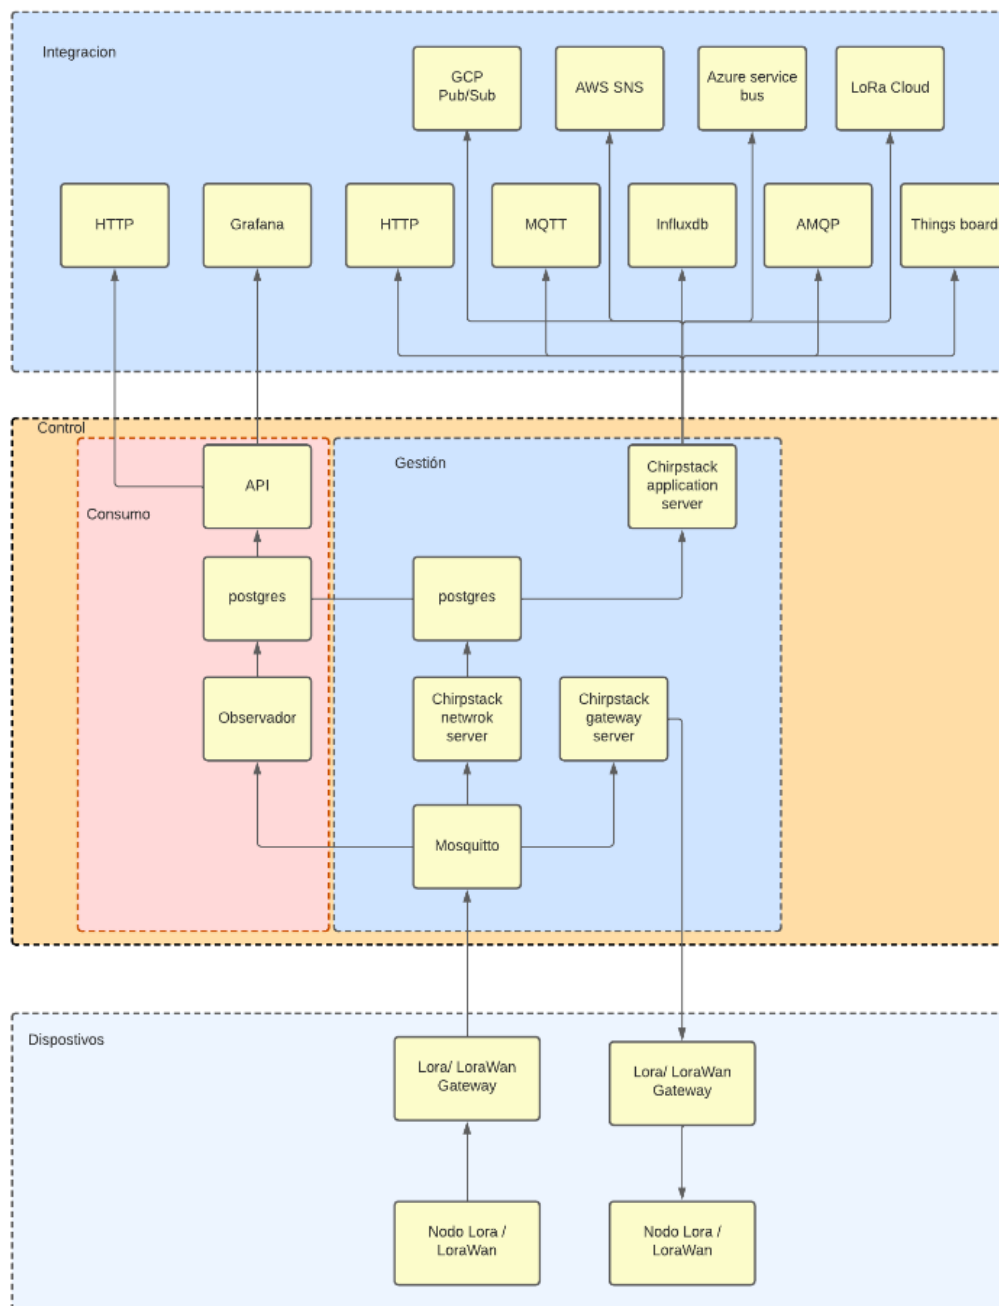 Integracion
GCP
Pub/Sub
AWS SNS
Azure service
bus
LoRa Cloud
HTTP
Grafana
HTTP
MQTT
Influxdb
AMQP
Things board
Control
Gestión
Consumo
API
Chirpstack
application
server
postgres
postgres
Observador
Chirpstack
netwrok
server
Chirpstack
gateway
server
Mosquitto
Dispostivos
Lora/ LoraWan
Gateway
Lora/ LoraWan
Gateway
Nodo Lora /
LoraWan
Nodo Lora /
LoraWan